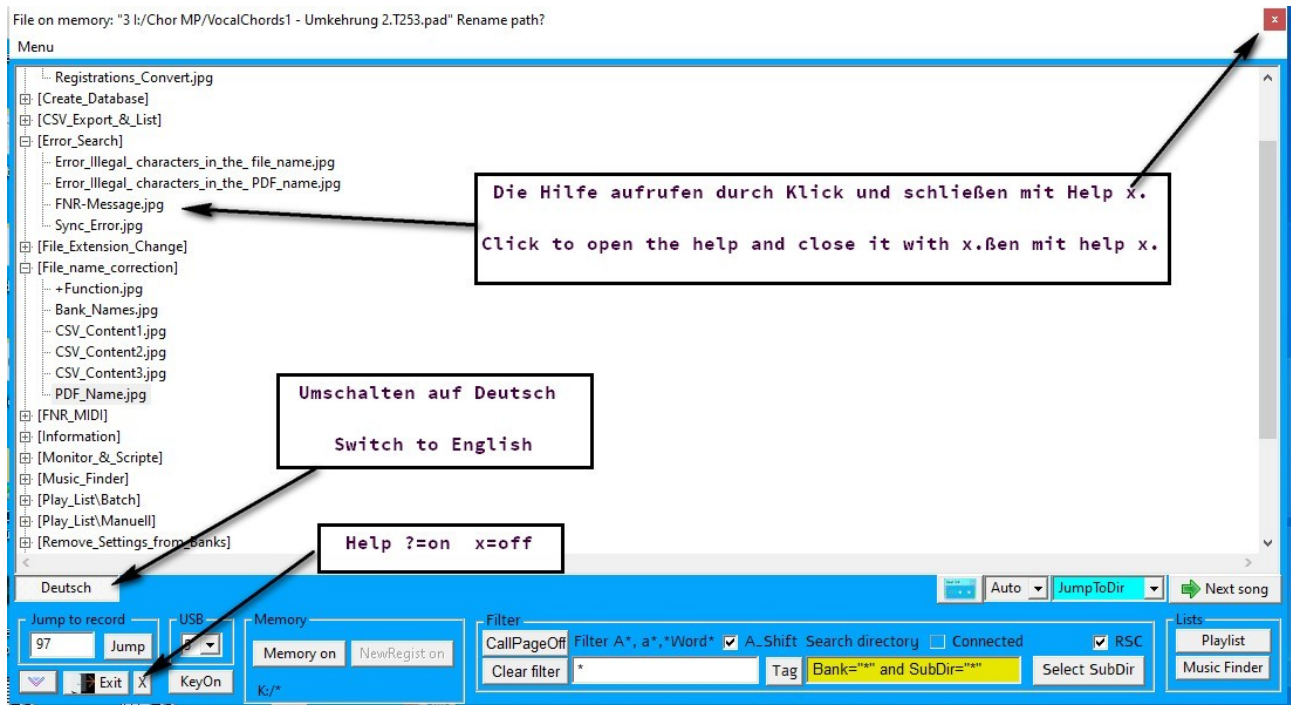 File on memory: "3 I:/Chor MP/VocalChords1 - Umkehrung 2.T253.pad" Rename path?
x
Menu
Registrations_Convert.jpg
[Create_Database]
[CSV_Export_&_List]
[Error_Search]
Error_Illegal_ characters_in_the_ file_name.jpg
Error_Illegal_ characters_in_the_ PDF_name.jpg
FNR-Message.jpg
Sync_Error.jpg
[File_Extension_Change]
[File_name_correction]
+Function.jpg
Bank_Names.jpg
CSV_Content1.jpg
CSV_Content2.jpg
CSV_Content3.jpg
PDF_Name.jpg
[FNR_MIDI]
[Information]
[Monitor_&_Scripte]
[Music_Finder]
[Play_List\Batch]
[Play_List\Manuell]
[Remove_Settings_from_Banks]
Die Hilfe aufrufen durch Klick und schließen mit Help x.
Click to open the help and close it with x.ßen mit help x.
Umschalten auf Deutsch
Switch to English
Help ?=on x=off
Deutsch
Auto
JumpToDir
Next song
Jump to record
USB
Memory
Filter
Lists
97
Jump
Memory on
NewRegist on
CallPageOff
Filter A*, a*,*Word*
A_Shift
Search directory
Connected
RSC
Playlist
Exit
X
KeyOn
K:/*
Clear filter
*
Tag
Bank="*" and SubDir="*"
Select SubDir
Music Finder